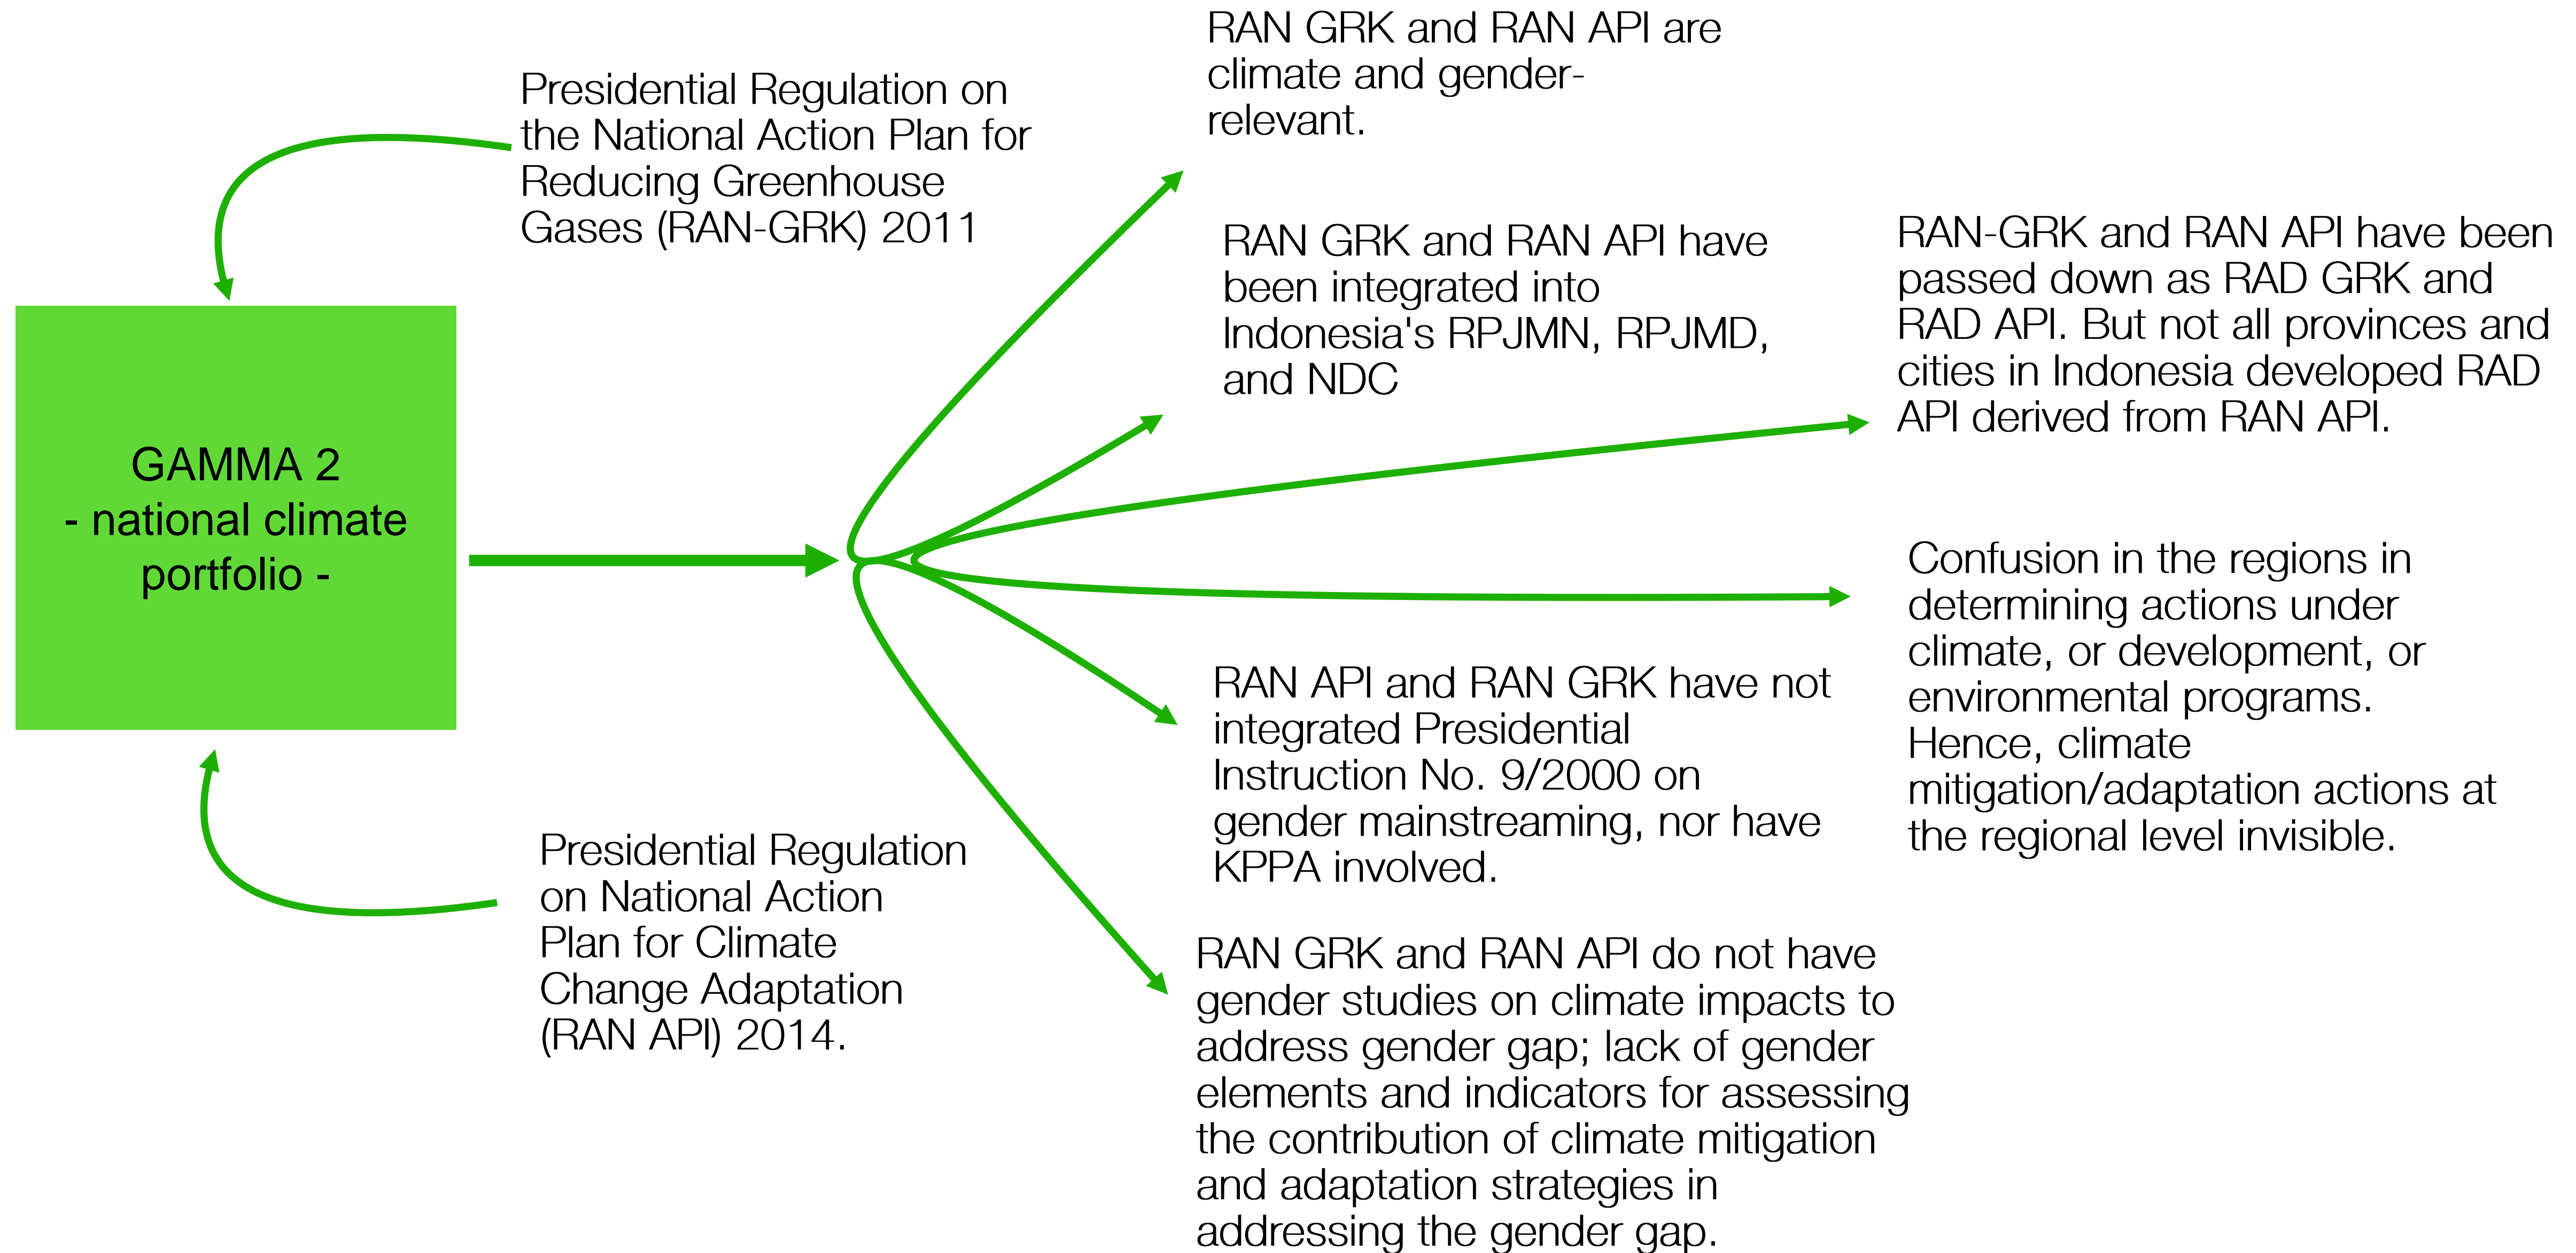 Presidential Regulation on
the National Action Plan for
Reducing Greenhouse
Gases (RAN-GRK) 2011
GAMMA 2
- national climate
portfolio -
Presidential Regulation
on National Action
Plan for Climate
Change Adaptation
(RAN API) 2014.
RAN GRK and RAN API are
climate and gender-
relevant.
RAN GRK and RAN API have
been integrated into
Indonesia's RPJMN, RPJMD,
and NDC
RAN-GRK and RAN API have been
passed down as RAD GRK and
RAD API. But not all provinces and
cities in Indonesia developed RAD
API derived from RAN API.
Confusion in the regions in
determining actions under
climate, or development, or
environmental programs.
Hence, climate
mitigation/adaptation actions at
the regional level invisible.
RAN API and RAN GRK have not
integrated Presidential
Instruction No. 9/2000 on
gender mainstreaming, nor have
KPPA involved.
RAN GRK and RAN API do not have
gender studies on climate impacts to
address gender gap; lack of gender
elements and indicators for assessing
the contribution of climate mitigation
and adaptation strategies in
addressing the gender gap.